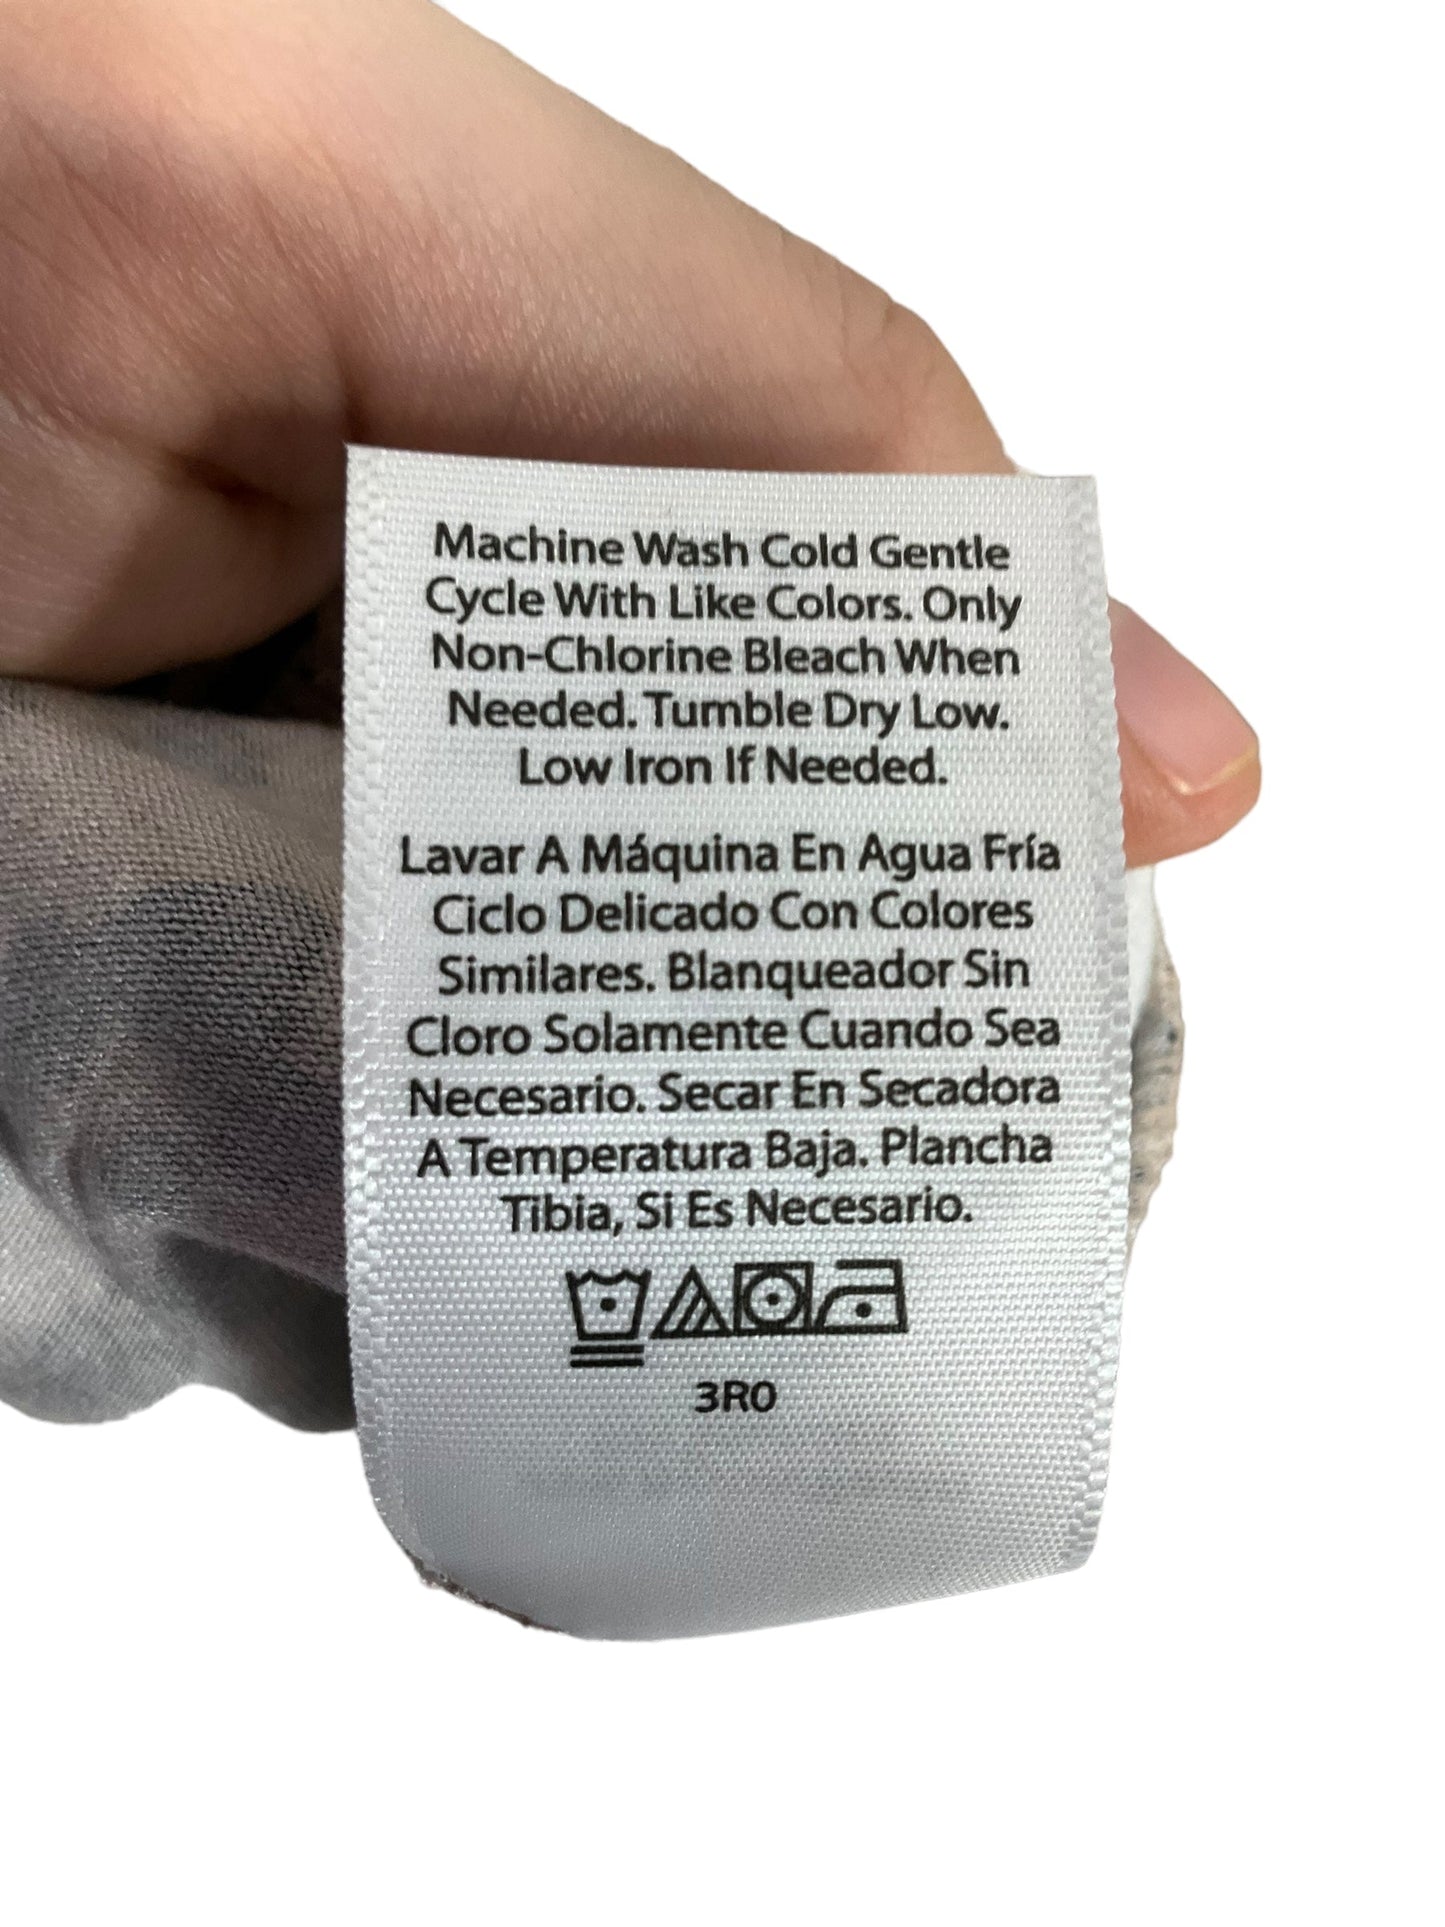 Machine Wash Cold Gentle
Cycle With Like Colors. Only
Non-Chlorine Bleach When
Needed. Tumble Dry Low.
Low Iron If Needed.
Lavar A Máquina En Agua Fría
Ciclo Delicado Con Colores
Similares. Blanqueador Sin
Cloro Solamente Cuando Sea
Necesario. Secar En Secadora
A Temperatura Baja. Plancha
Tibia, Si Es Necesario.
3R0